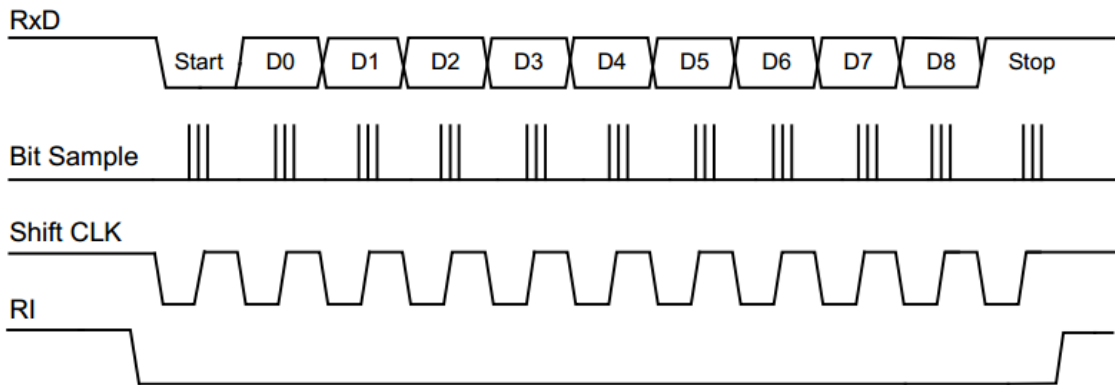 RxD
Start D0 D1 D2 D3 D4 D5 D6 D7 D8 Stop
Bit Sample
Shift CLK
RI